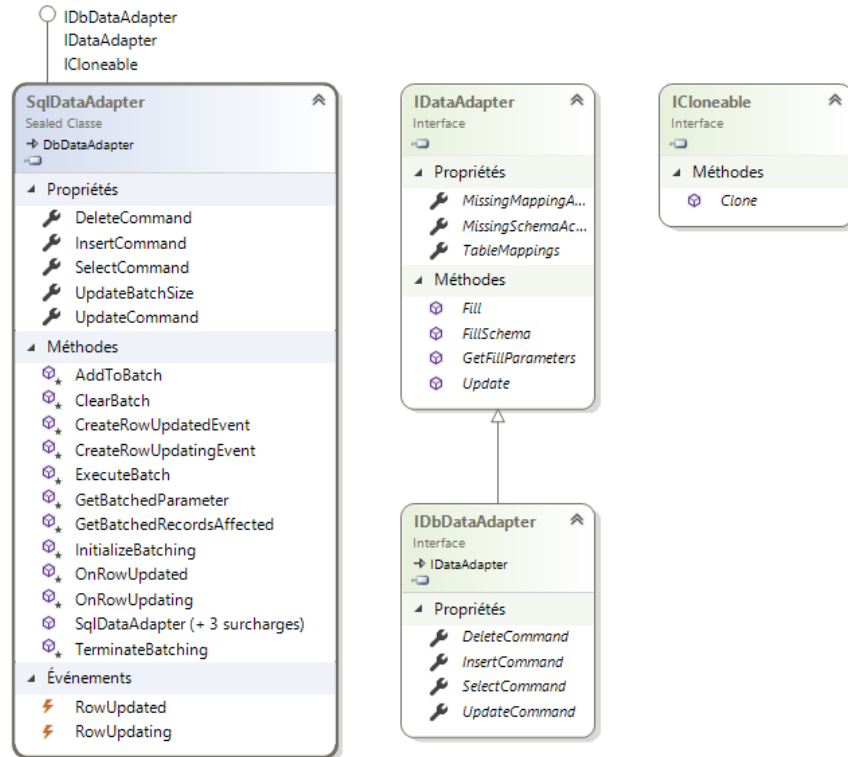 IDbDataAdapter
IDataAdapter
ICloneable
SqlDataAdapter
Sealed Classe
DbDataAdapter
Propriétés
DeleteCommand
InsertCommand
SelectCommand
UpdateBatchSize
UpdateCommand
Méthodes
AddToBatch
ClearBatch
CreateRowUpdatedEvent
CreateRowUpdatingEvent
ExecuteBatch
GetBatchedParameter
GetBatchedRecordsAffected
InitializeBatching
OnRowUpdated
OnRowUpdating
SqlDataAdapter (+ 3 surcharges)
TerminateBatching
Événements
RowUpdated
RowUpdating
IDataAdapter
Interface
Propriétés
MissingMappingA...
MissingSchemaAc...
TableMappings
Méthodes
Fill
FillSchema
GetFillParameters
Update
IDbDataAdapter
Interface
IDataAdapter
Propriétés
DeleteCommand
InsertCommand
SelectCommand
UpdateCommand
ICloneable
Interface
Méthodes
Clone